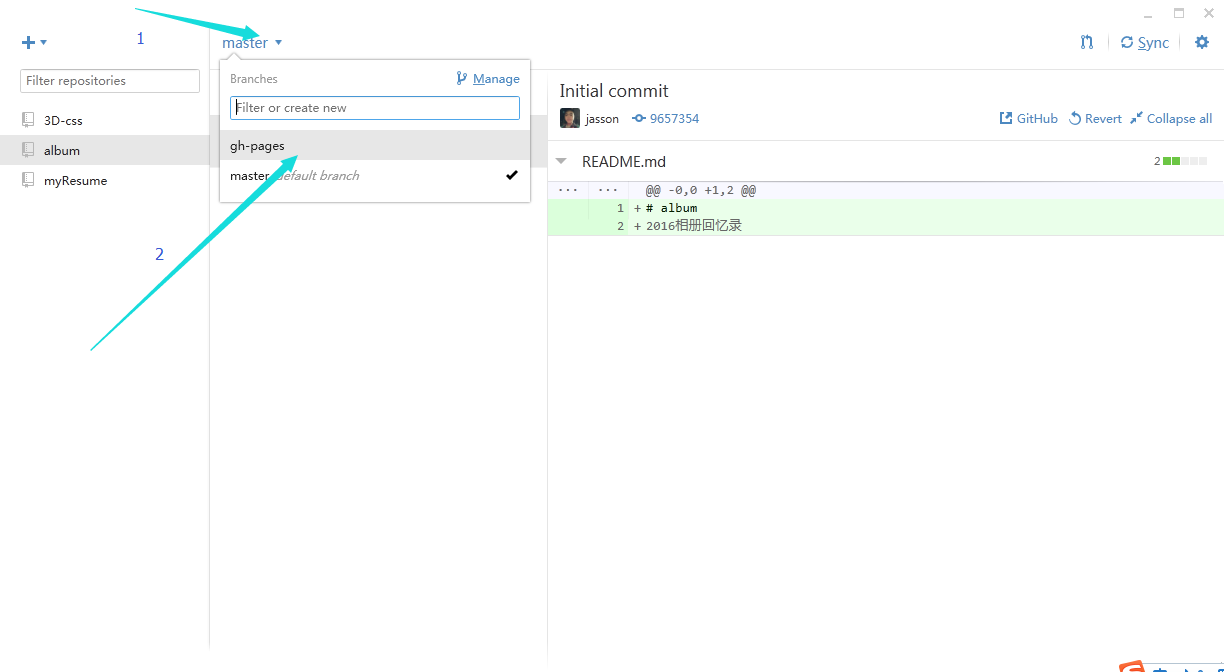 1
master
Sync
Filter repositories
Branches
Manage
Filter or create new
3D-css
album
myResume
gh-pages
master default branch
2
Initial commit
jasson
9657354
GitHub
Revert
Collapse all
README.md
2
··· ··· @@ -0,0 +1,2 @@
1 + # album
2 + 2016相册回忆录